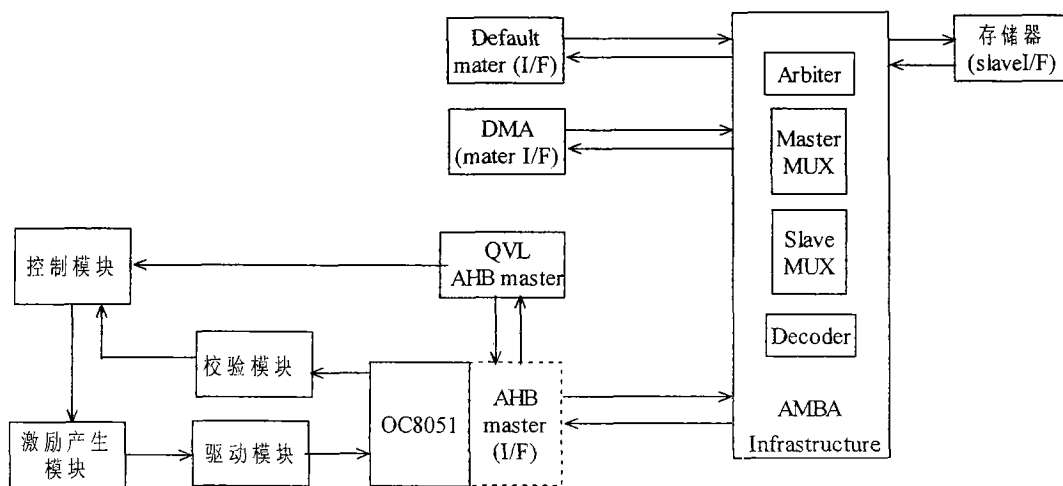 Default
mater (I/F)
存储器
(slaveI/F)
Arbiter
DMA
(mater I/F)
Master
MUX
控制模块
QVL
AHB master
Slave
MUX
Decoder
校验模块
OC8051
AHB
master
(I/F)
AMBA
Infrastructure
激励产生
模块
驱动模块